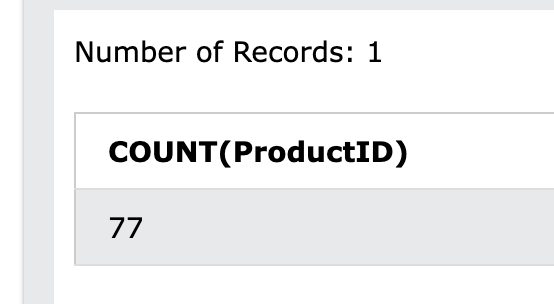 Number of Records: 1
COUNT(ProductID)
77